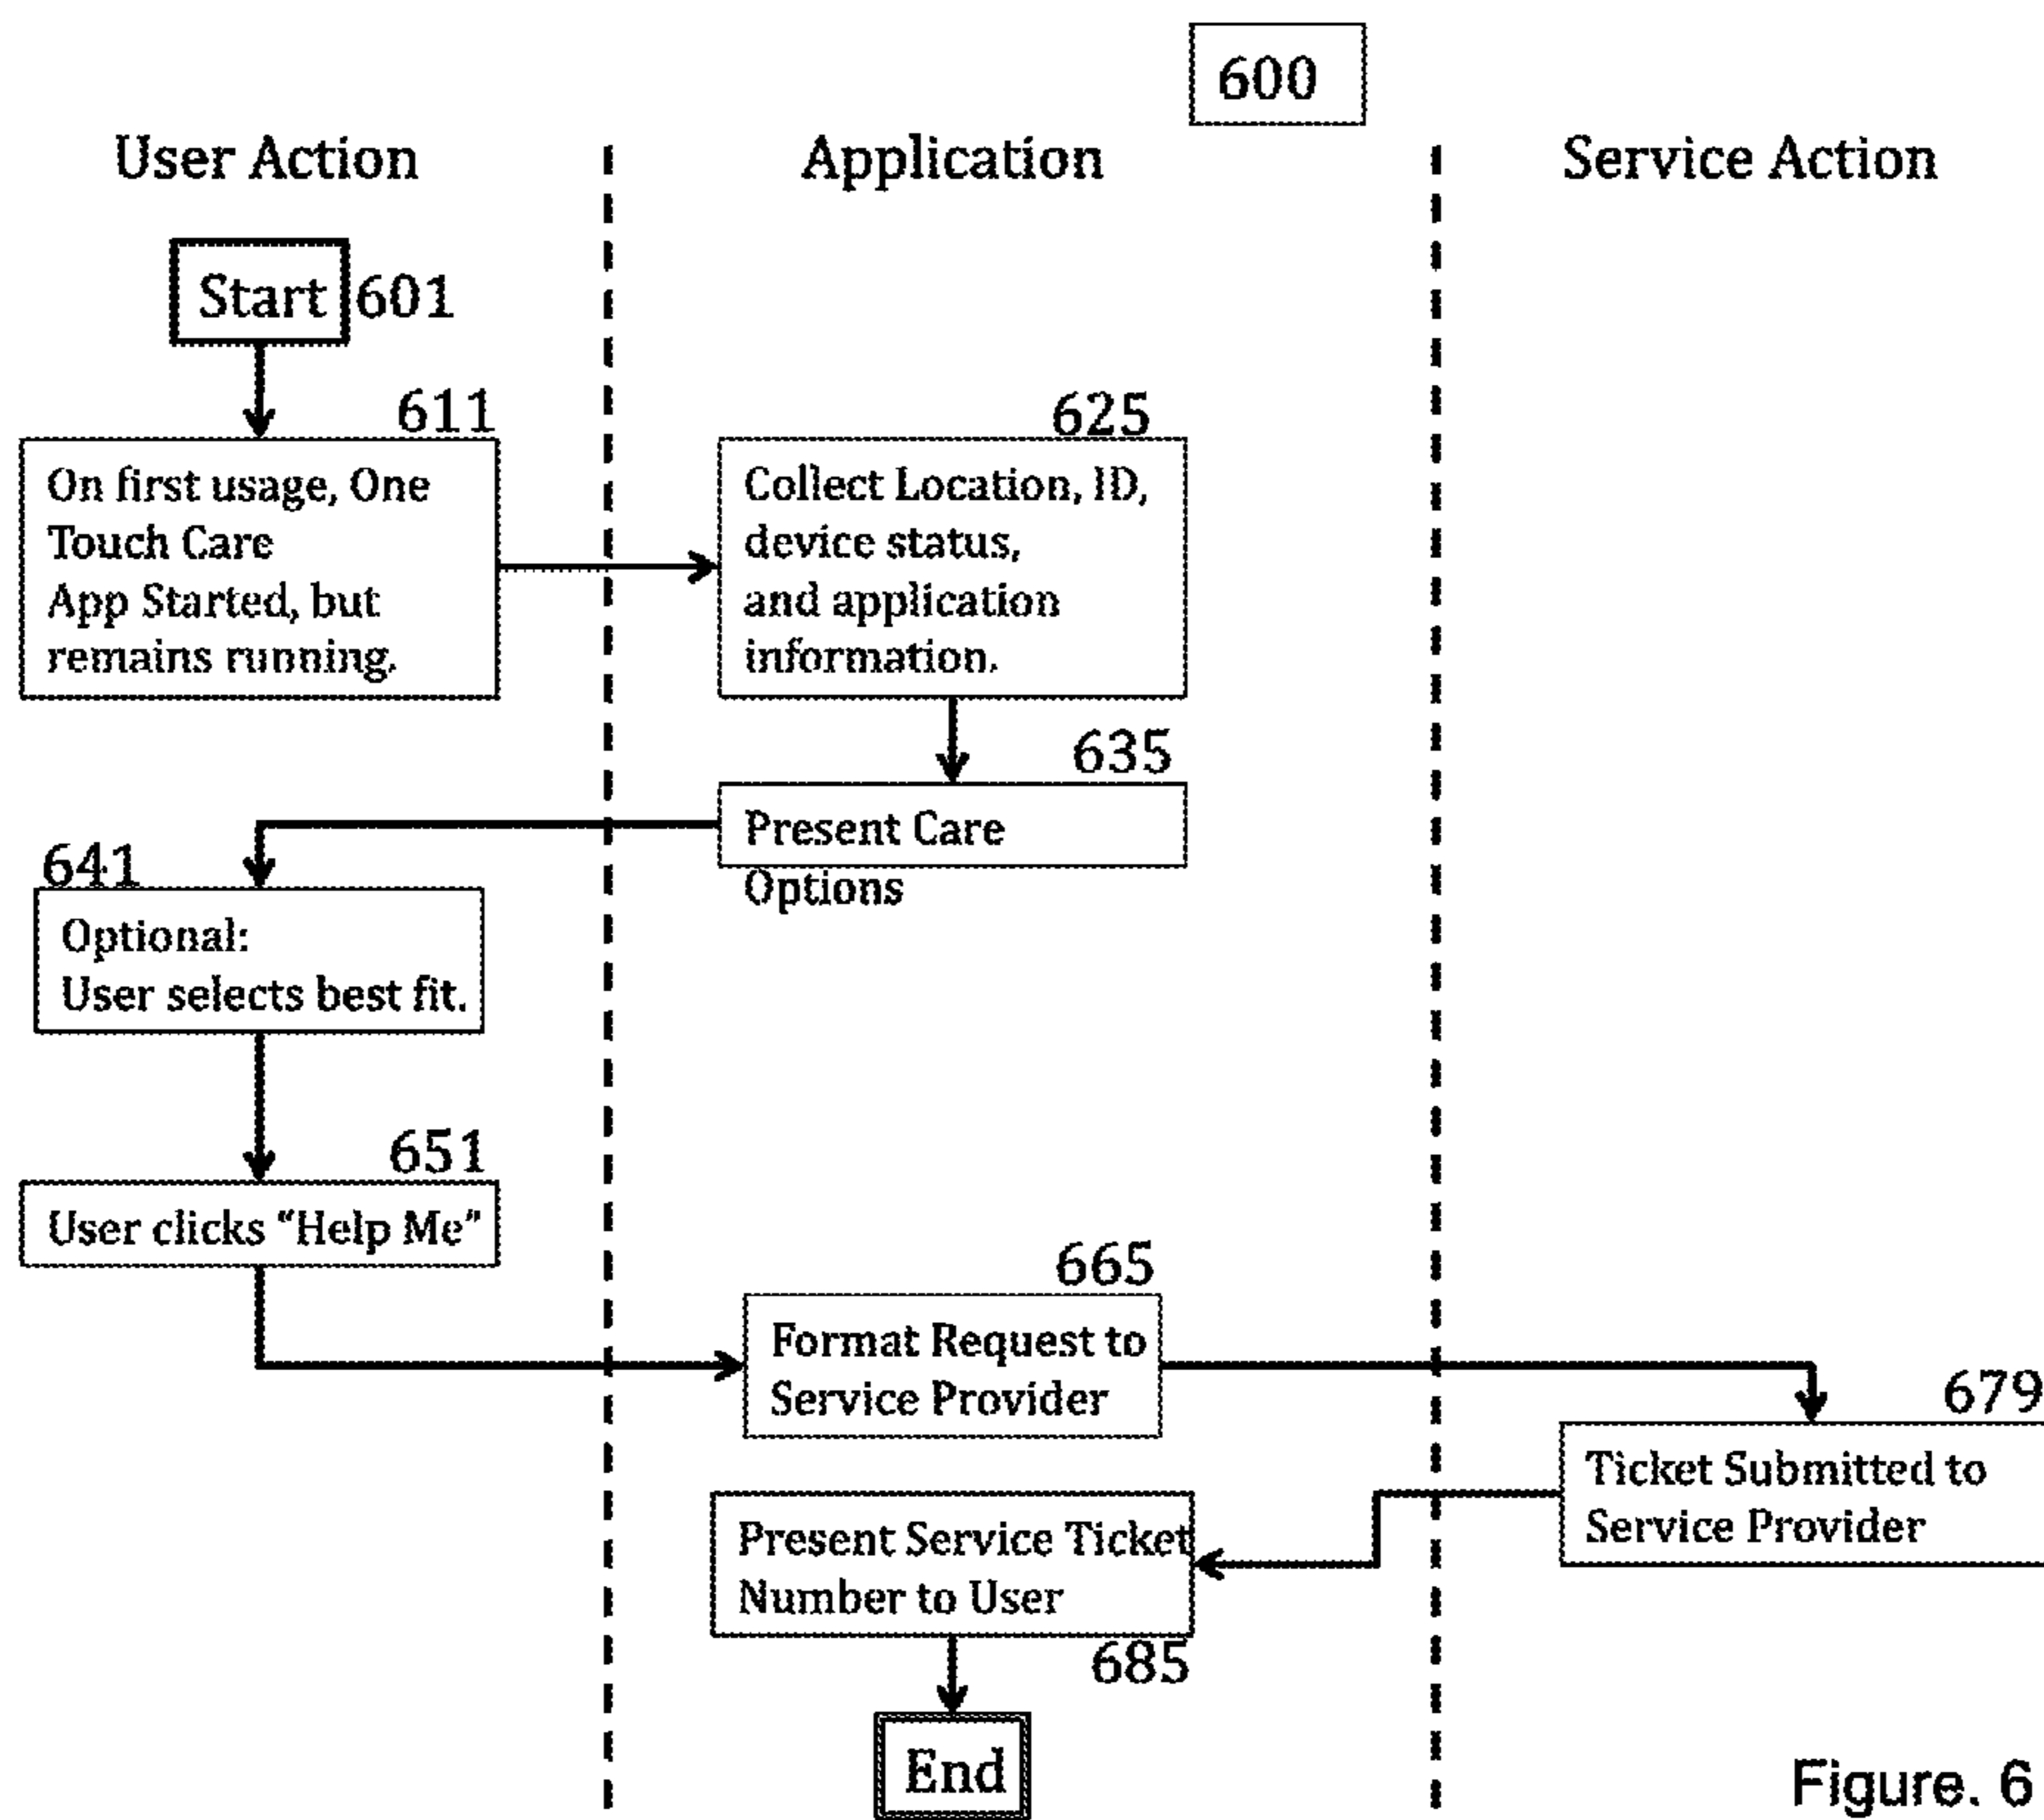 600
User Action
Application
Service Action
Start
601
611
On first usage, One
Touch Care
App Started, but
remains running.
625
Collect Location, ID,
device status,
and application
information.
635
Present Care
Options
641
Optional:
User selects best fit.
651
User clicks “Help Me”
665
Format Request to
Service Provider
679
Ticket Submitted to
Service Provider
Present Service Ticket
Number to User
685
End
Figure. 6